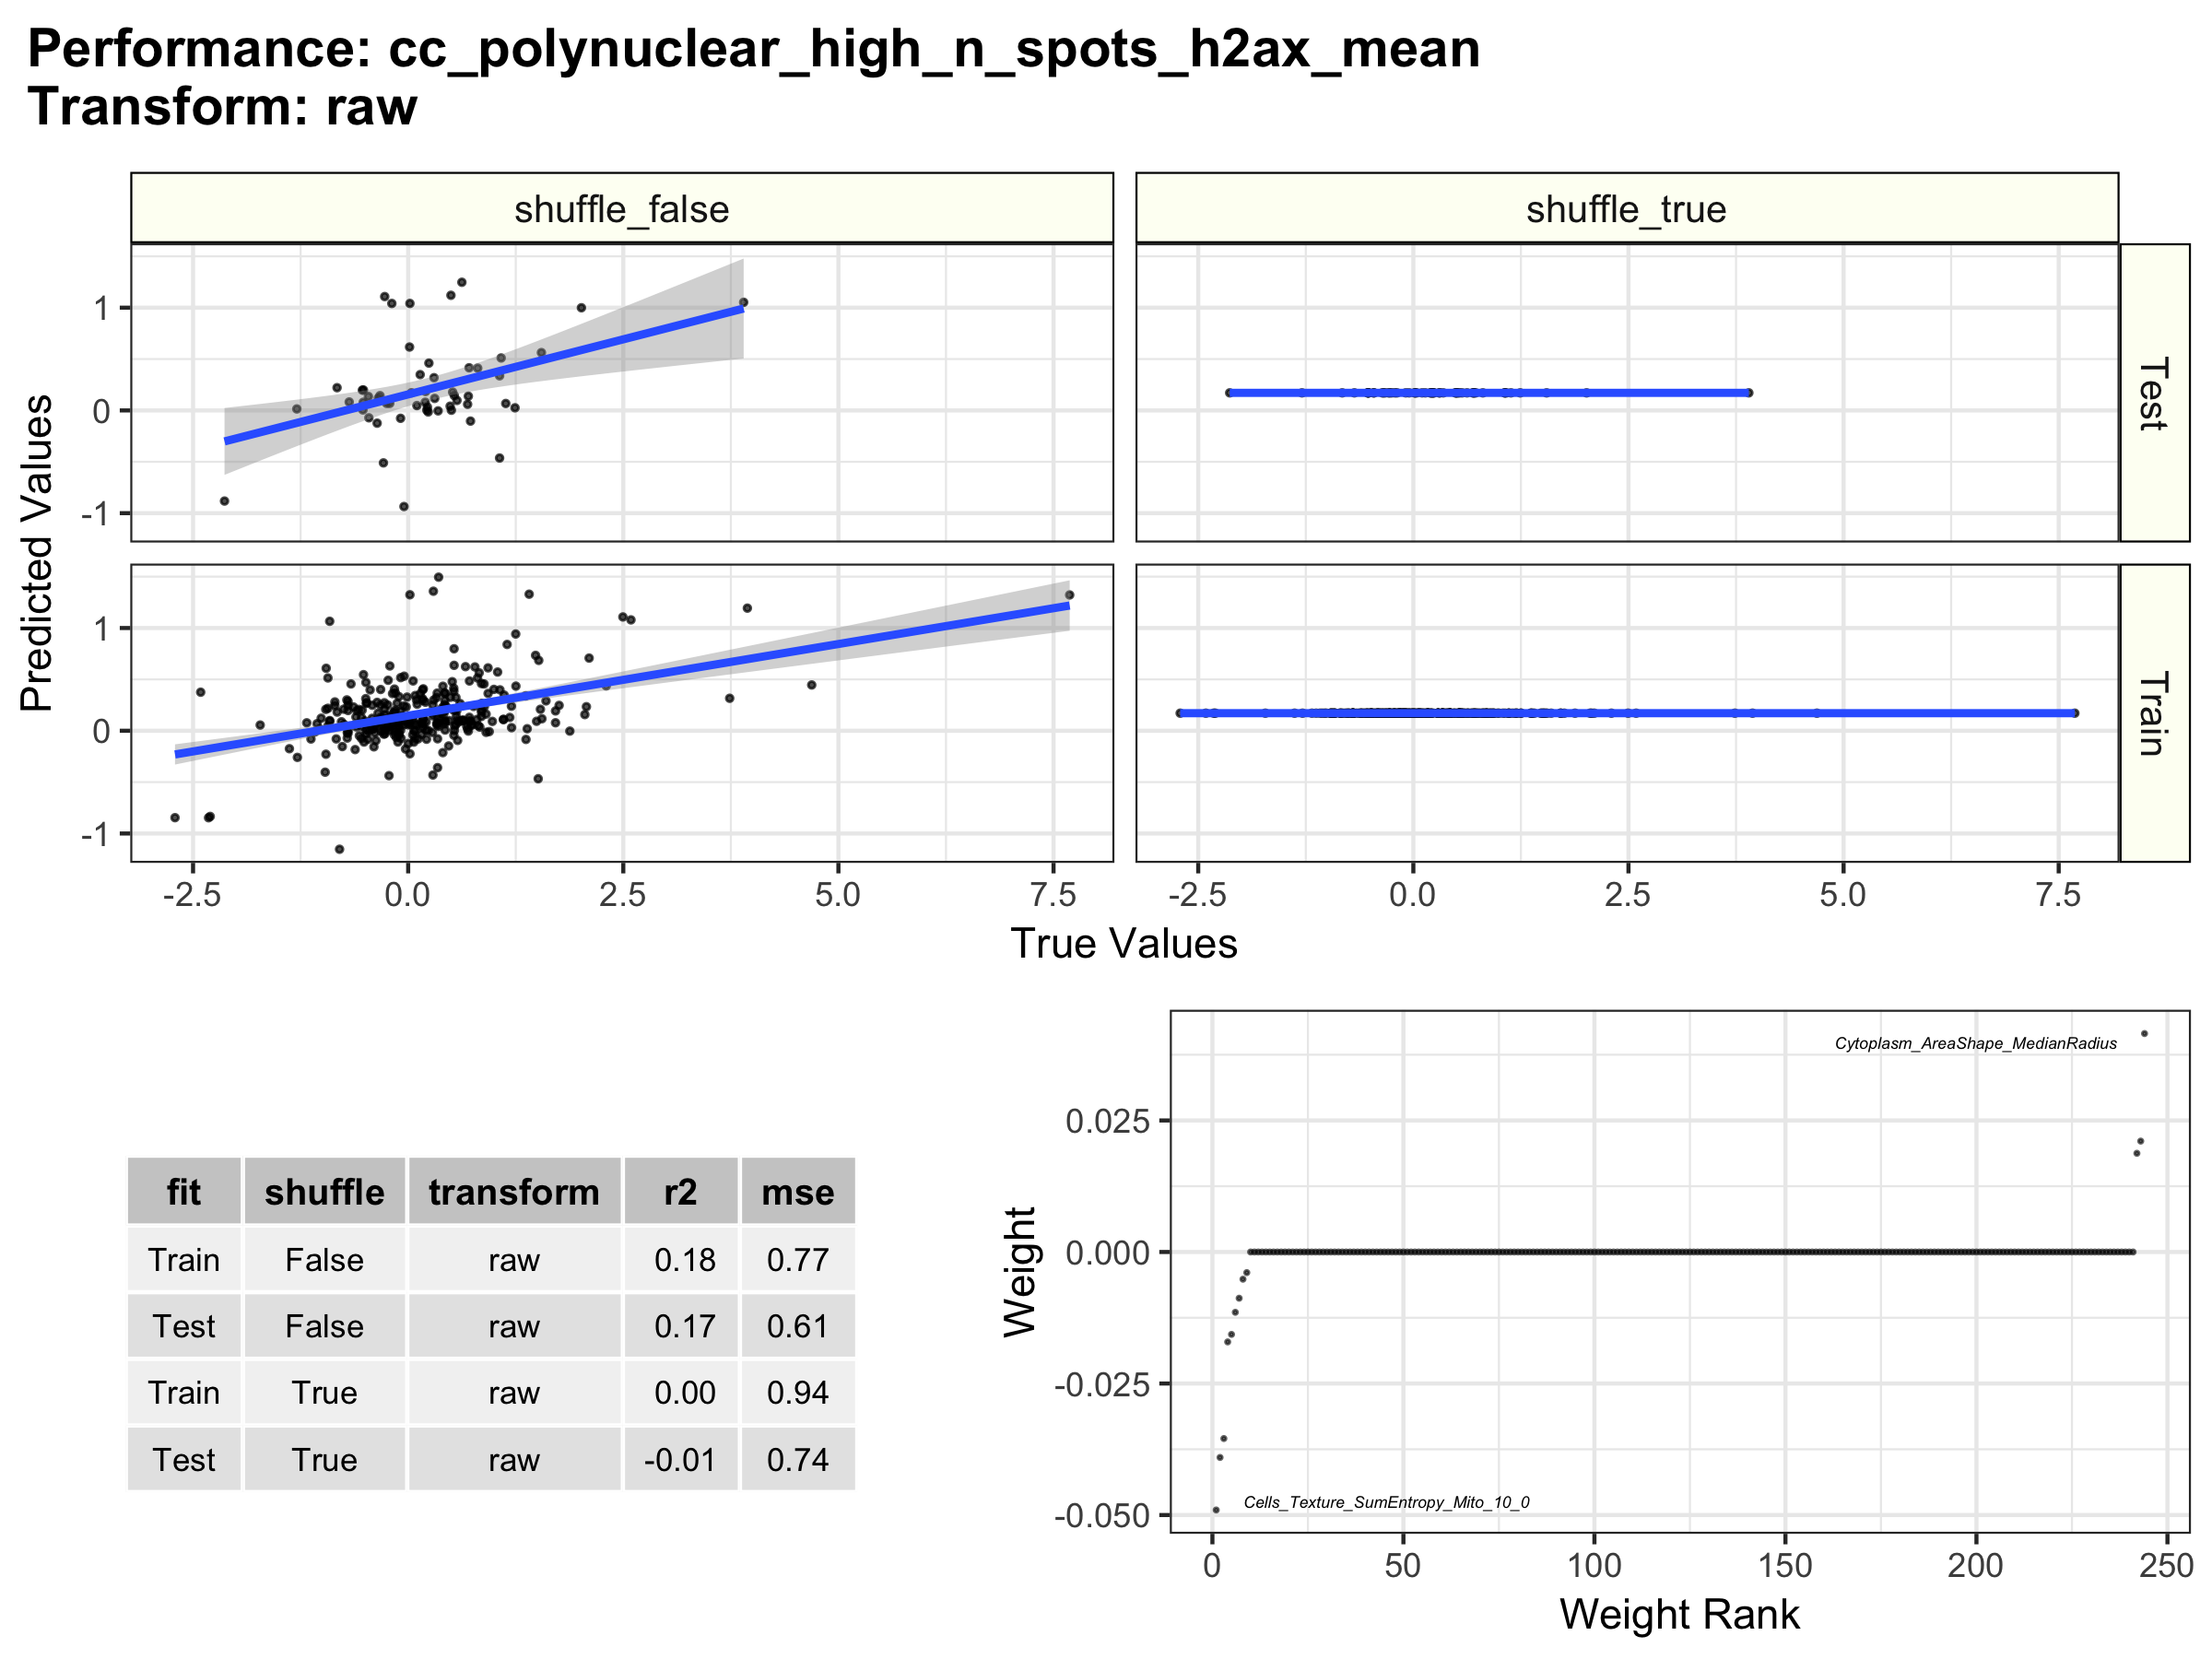 Performance: cc_polynuclear_high_n_spots_h2ax_mean
Transform: raw
shuffle_false
shuffle_true
Predicted Values
1
0
-1
Test
1
0
-1
Train
-2.5 0.0 2.5 5.0 7.5
-2.5 0.0 2.5 5.0 7.5
True Values
fit shuffle transform r2 mse
Train False raw 0.18 0.77
Test False raw 0.17 0.61
Train True raw 0.00 0.94
Test True raw -0.01 0.74
Weight
Cytoplasm_AreaShape_MedianRadius
0.025
0.000
-0.025
-0.050
Cells_Texture_SumEntropy_Mito_10_0
0 50 100 150 200 250
Weight Rank